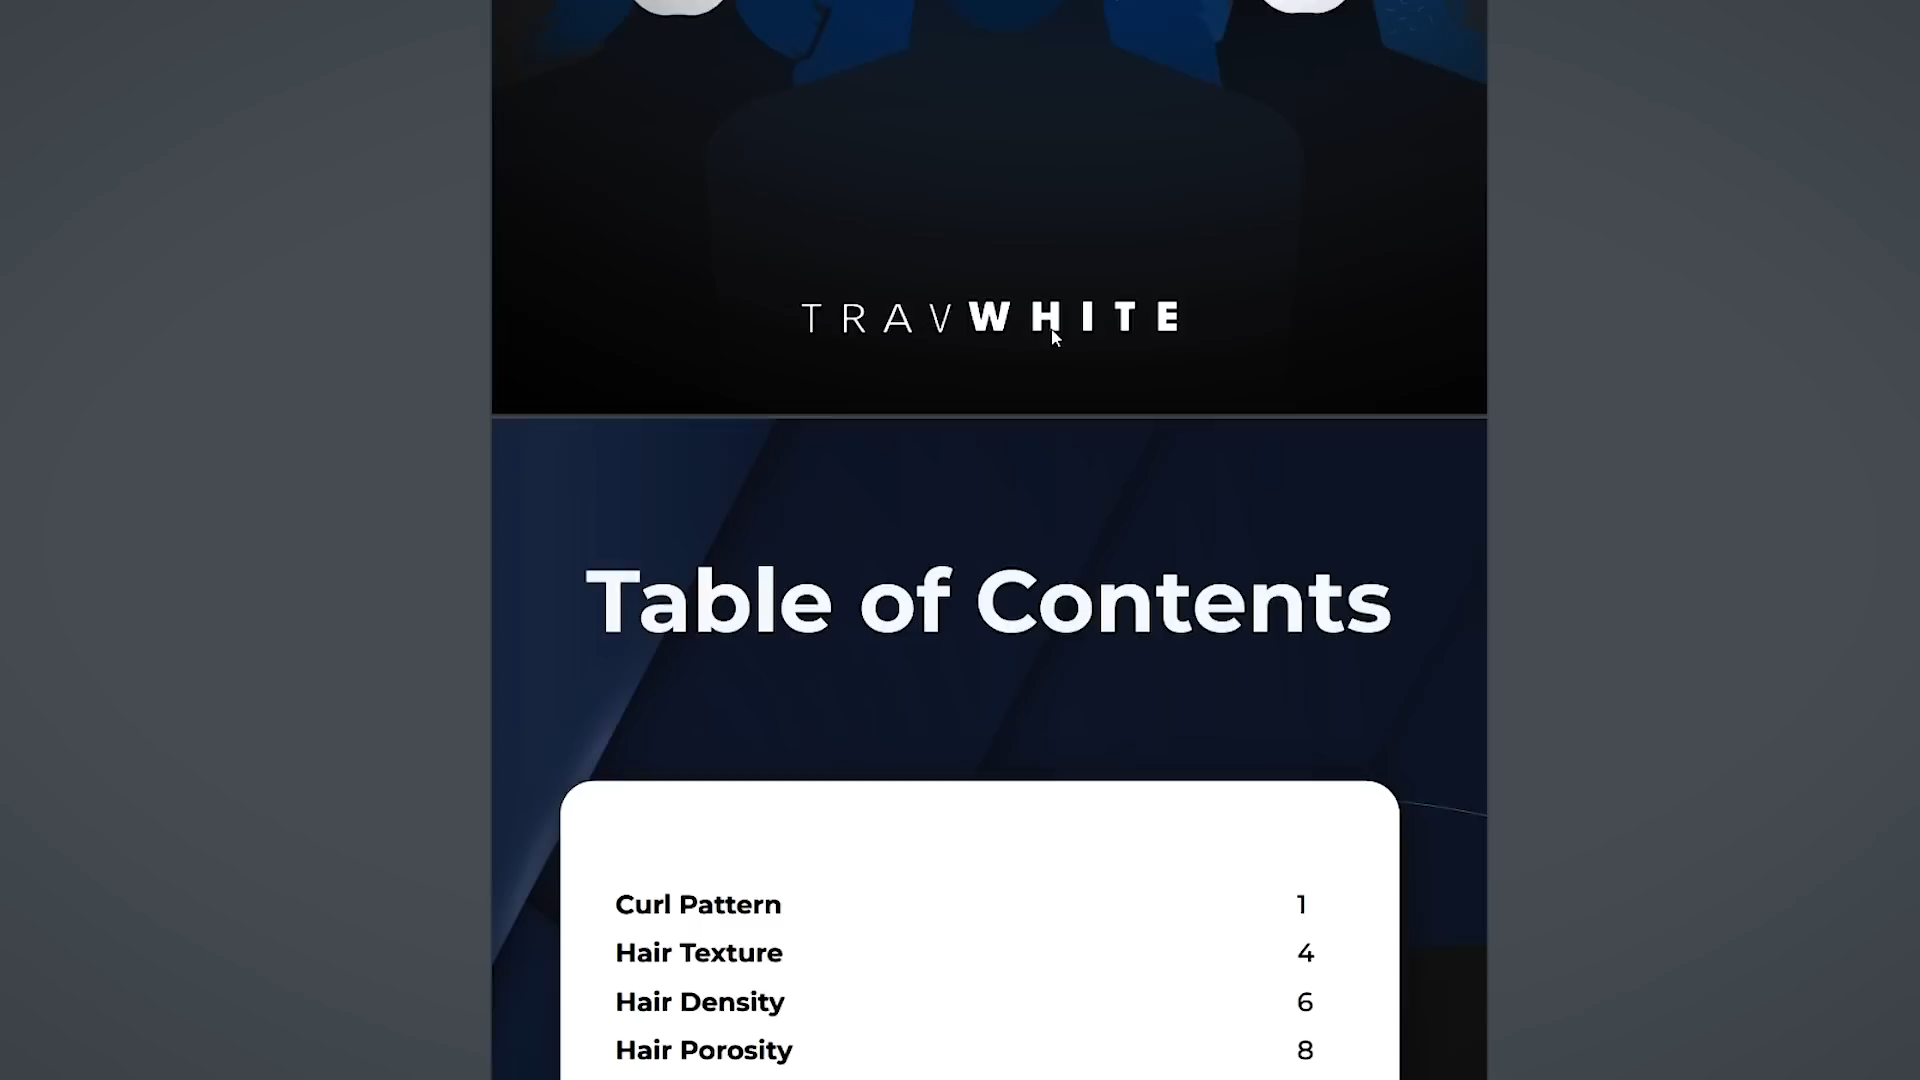 TRAVWHITE
Table of Contents
Curl Pattern 1
Hair Texture 4
Hair Density 6
Hair Porosity 8